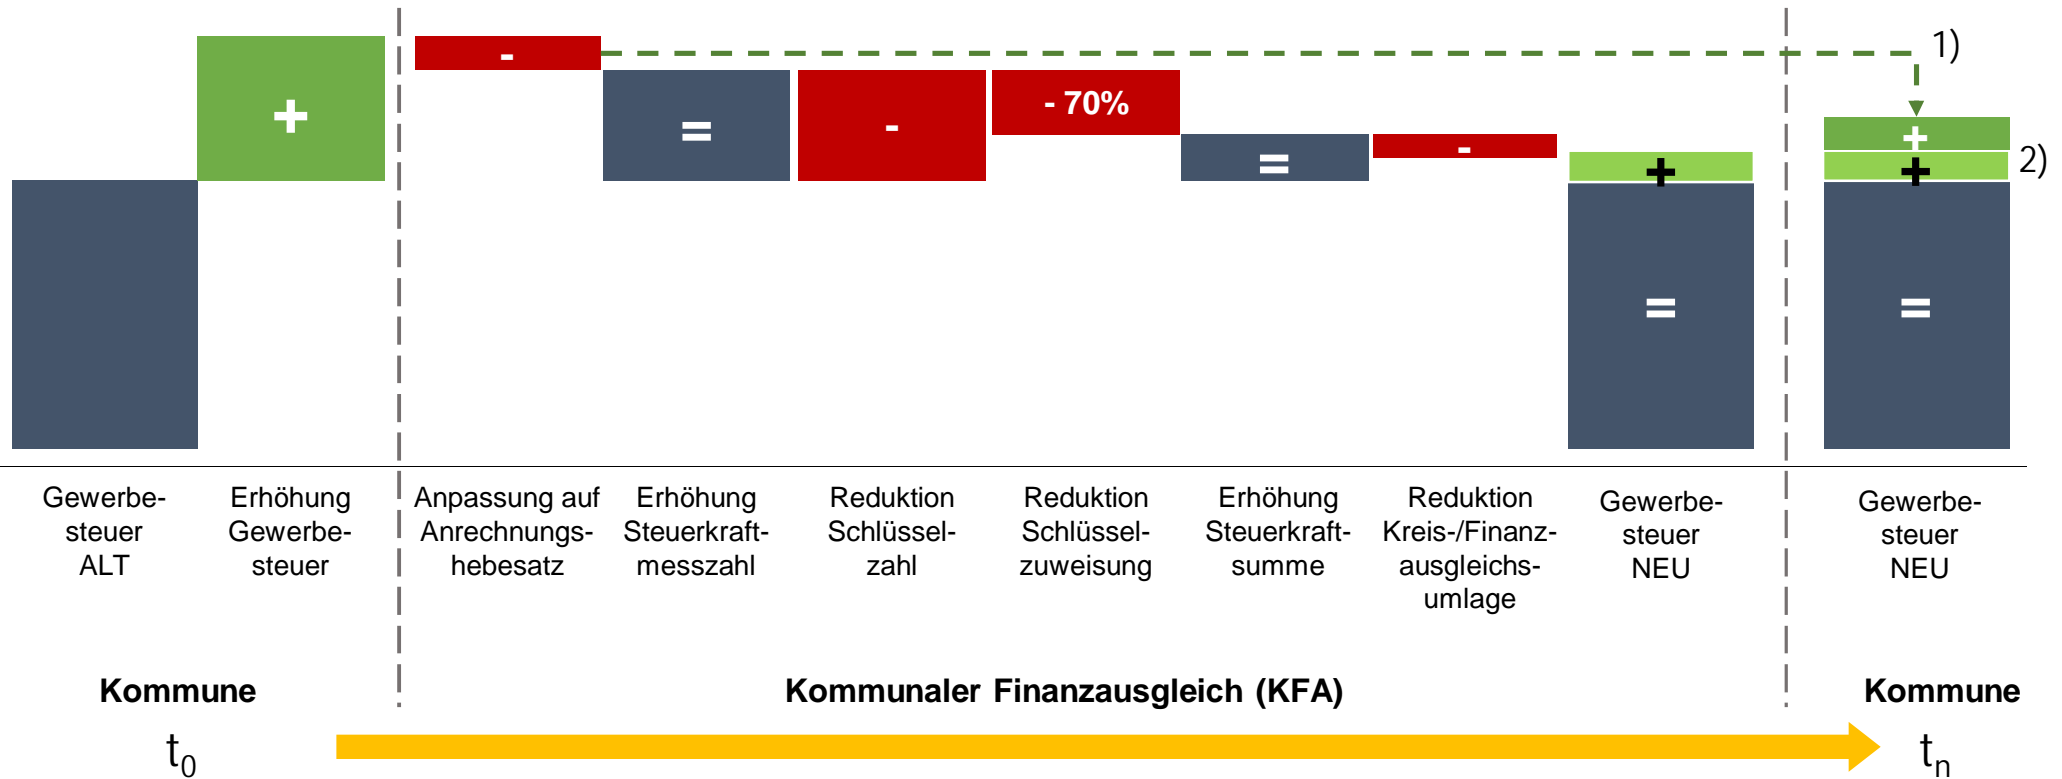 1)
-
+
- 70%
=
-
=
-
+
+
+
2)
=
=
Gewerbe-
steuer
ALT
Erhöhung
Gewerbe-
steuer
Anpassung auf
Anrechnungs-
hebesatz
Erhöhung
Steuerkraft-
messzahl
Reduktion
Schlüssel-
zahl
Reduktion
Schlüssel-
zuweisung
Erhöhung
Steuerkraft-
summe
Reduktion
Kreis-/Finanz-
ausgleichs-
umlage
Gewerbe-
steuer
NEU
Gewerbe-
steuer
NEU
Kommune
Kommunaler Finanzausgleich (KFA)
Kommune
t0
tn